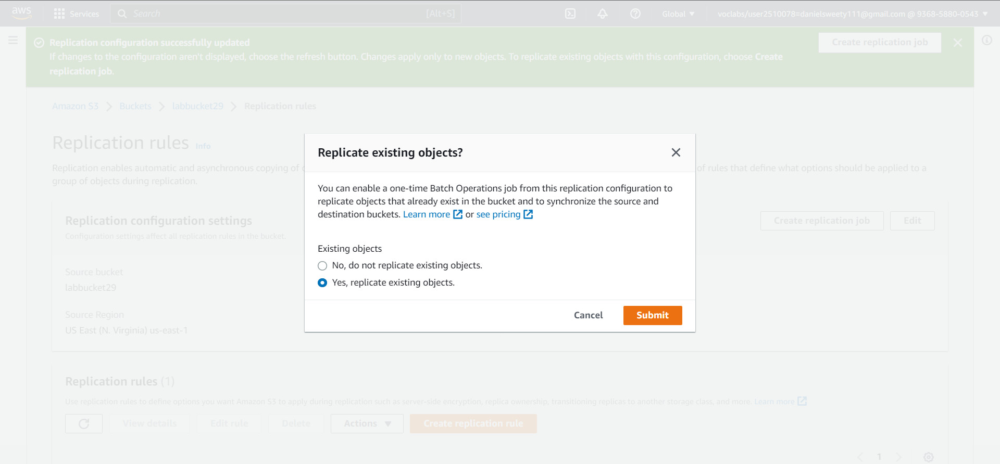 aws
Services
Search
[Alt+S]
Global
voclabs/user2510078=danielsweety111@gmail.com @ 9368-5880-0543
Replication configuration successfully updated
If changes to the configuration aren't displayed, choose the refresh button. Changes apply only to new objects. To replicate existing objects with this configuration, choose Create
replication job.
Create replication job
Amazon S3
Buckets
labbucket29
Replication rules
Replication rules Info
Replication enables automatic and asynchronous copying of
of rules that define what options should be applied to a
group of objects during replication.
Replicate existing objects?
You can enable a one-time Batch Operations job from this replication configuration to
replicate objects that already exist in the bucket and to synchronize the source and
destination buckets. Learn more or see pricing
Existing objects
No, do not replicate existing objects.
Yes, replicate existing objects.
Cancel
Submit
Replication configuration settings
Configuration settings affect all replication rules in the bucket.
Create replication job
Edit
Source bucket
labbucket29
Source Region
US East (N. Virginia) us-east-1
Replication rules (1)
Use replication rules to define options you want Amazon S3 to apply during replication such as server-side encryption, replica ownership, transitioning replicas to another storage class, and more. Learn more
View details
Edit rule
Delete
Actions
Create replication rule
1